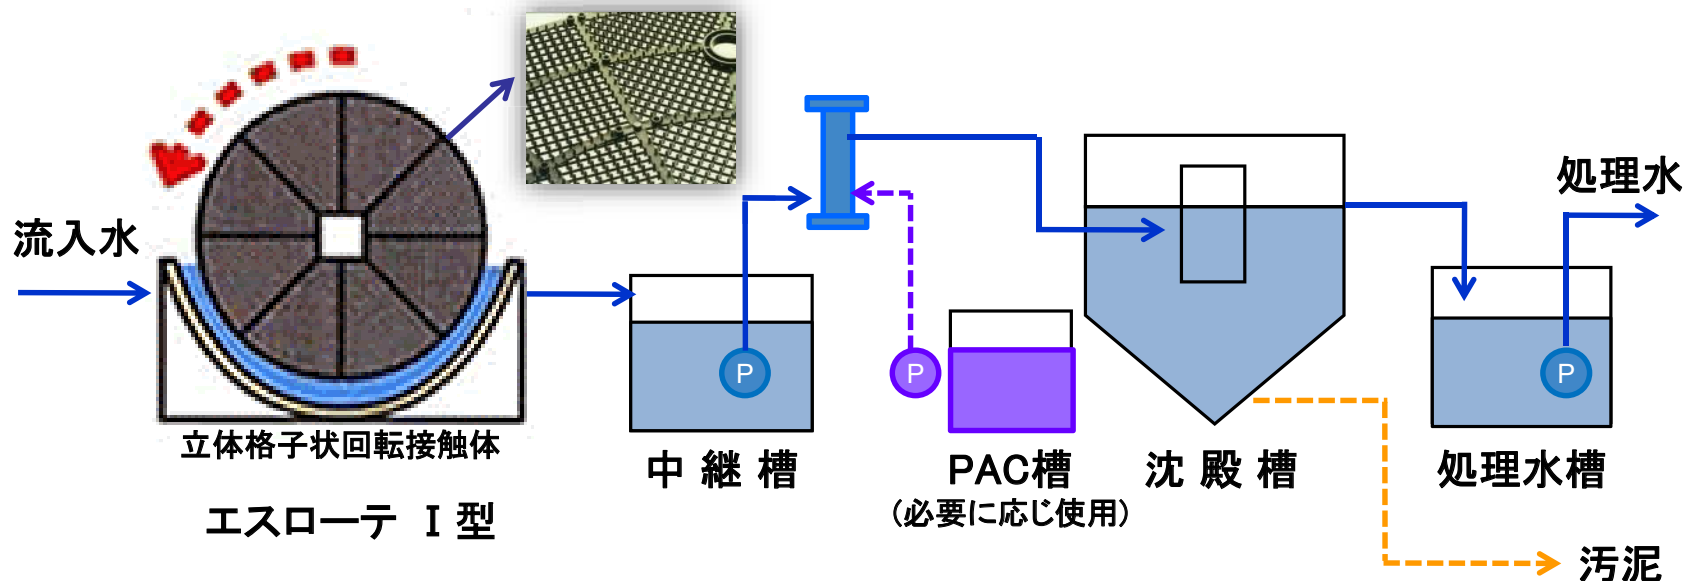 流入水
立体格子状回転接触体
エスローテ Ⅰ型
P
中継槽
P
PAC槽
(必要に応じ使用)
沈殿槽
処理水
P
処理水槽
汚泥